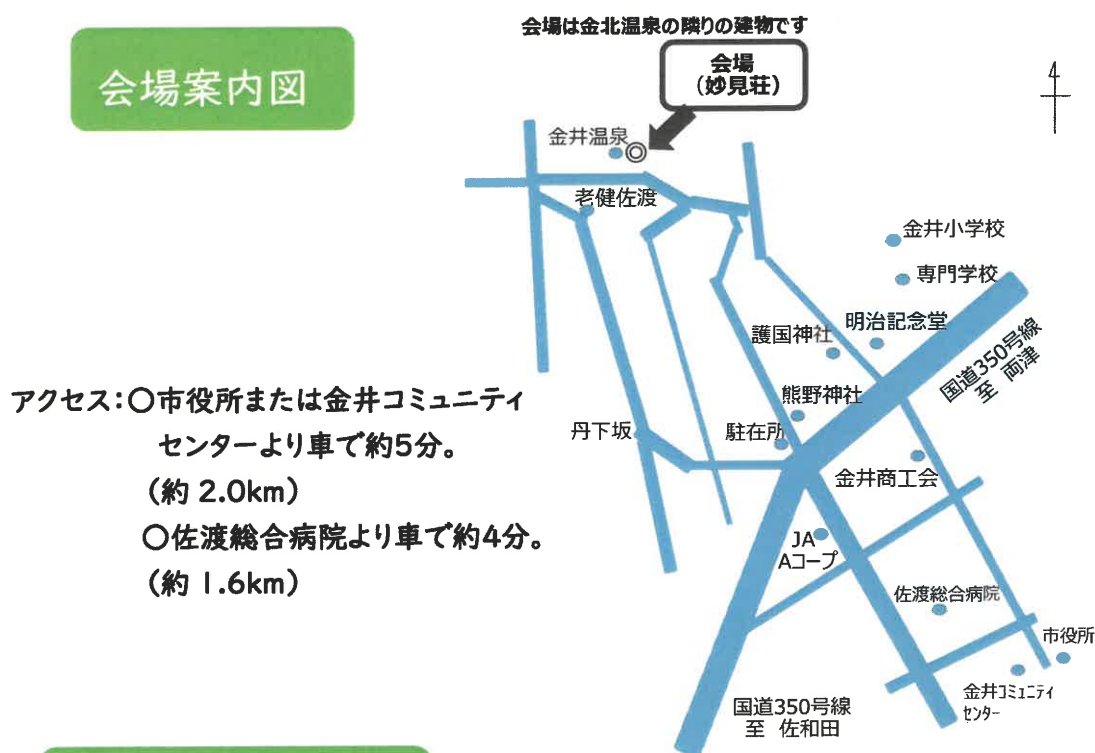 会場は金北温泉の隣りの建物です
会場案内図
会場
(妙見荘)
4
金井温泉
老健佐渡
金井小学校
専門学校
明治記念堂
護国神社
国道350号線
至 両津
熊野神社
丹下坂
駐在所
金井商工会
アクセス:○市役所または金井コミュニティ
センターより車で約5分。
(約 2.0km)
○佐渡総合病院より車で約4分。
(約 1.6km)
JA
Aコープ
佐渡総合病院
市役所
金井コミュニティ
センター
国道350号線
至 佐和田